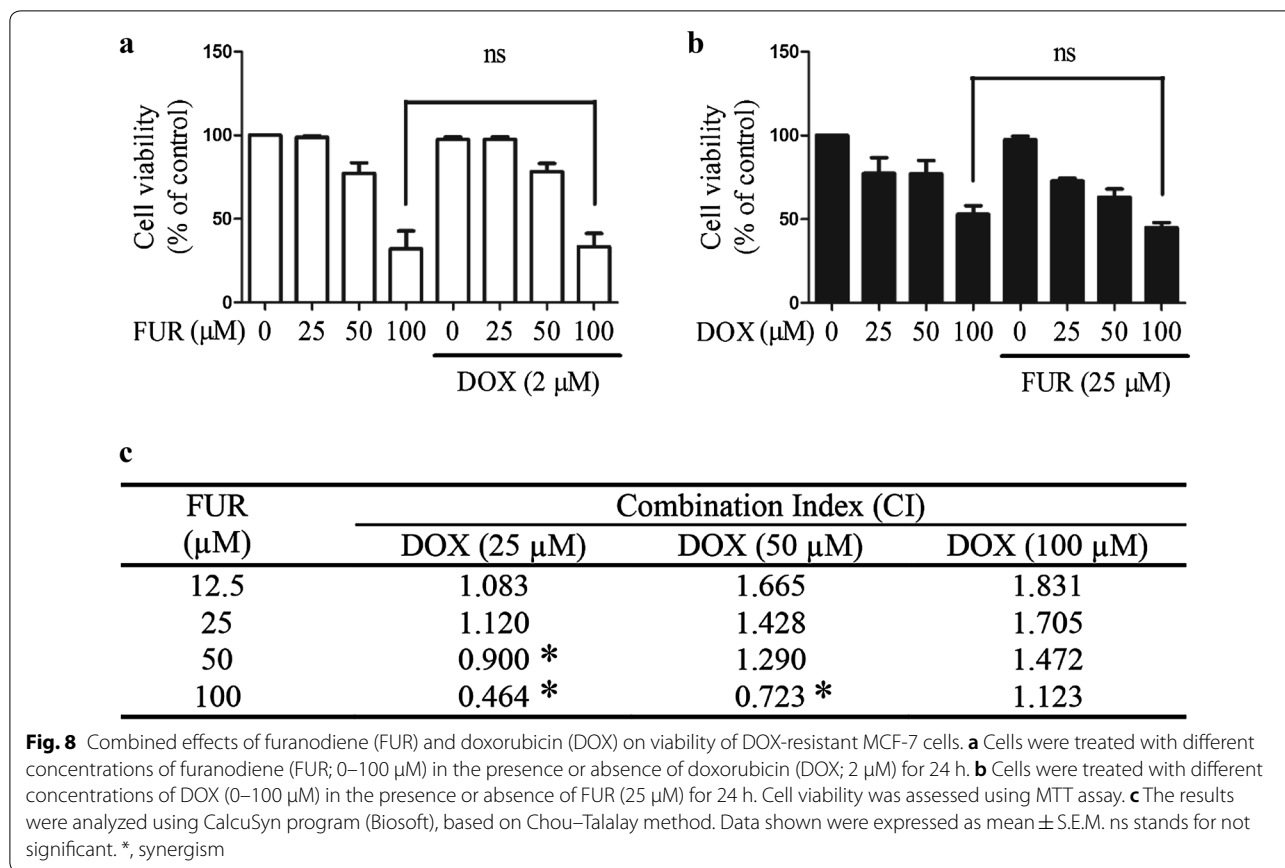 a
ns
150
100
50
0
Cell viability
(% of control)
FUR (μM) 0 25 50 100 0 25 50 100
DOX (2 μM)
b
ns
150
100
50
0
Cell viability
(% of control)
DOX (μM) 0 25 50 100 0 25 50 100
FUR (25 μM)
c
FUR
(μM)
Combination Index (CI)
DOX (25 μM) DOX (50 μM) DOX (100 μM)
12.5 1.083 1.665 1.831
25 1.120 1.428 1.705
50 0.900 * 1.290 1.472
100 0.464 * 0.723 * 1.123
Fig. 8 Combined effects of furanodiene (FUR) and doxorubicin (DOX) on viability of DOX-resistant MCF-7 cells. a Cells were treated with different
concentrations of furanodiene (FUR; 0–100 μM) in the presence or absence of doxorubicin (DOX; 2 μM) for 24 h. b Cells were treated with different
concentrations of DOX (0–100 μM) in the presence or absence of FUR (25 μM) for 24 h. Cell viability was assessed using MTT assay. c The results
were analyzed using CalcuSyn program (Biosoft), based on Chou–Talalay method. Data shown were expressed as mean ± S.E.M. ns stands for not
significant. *, synergism